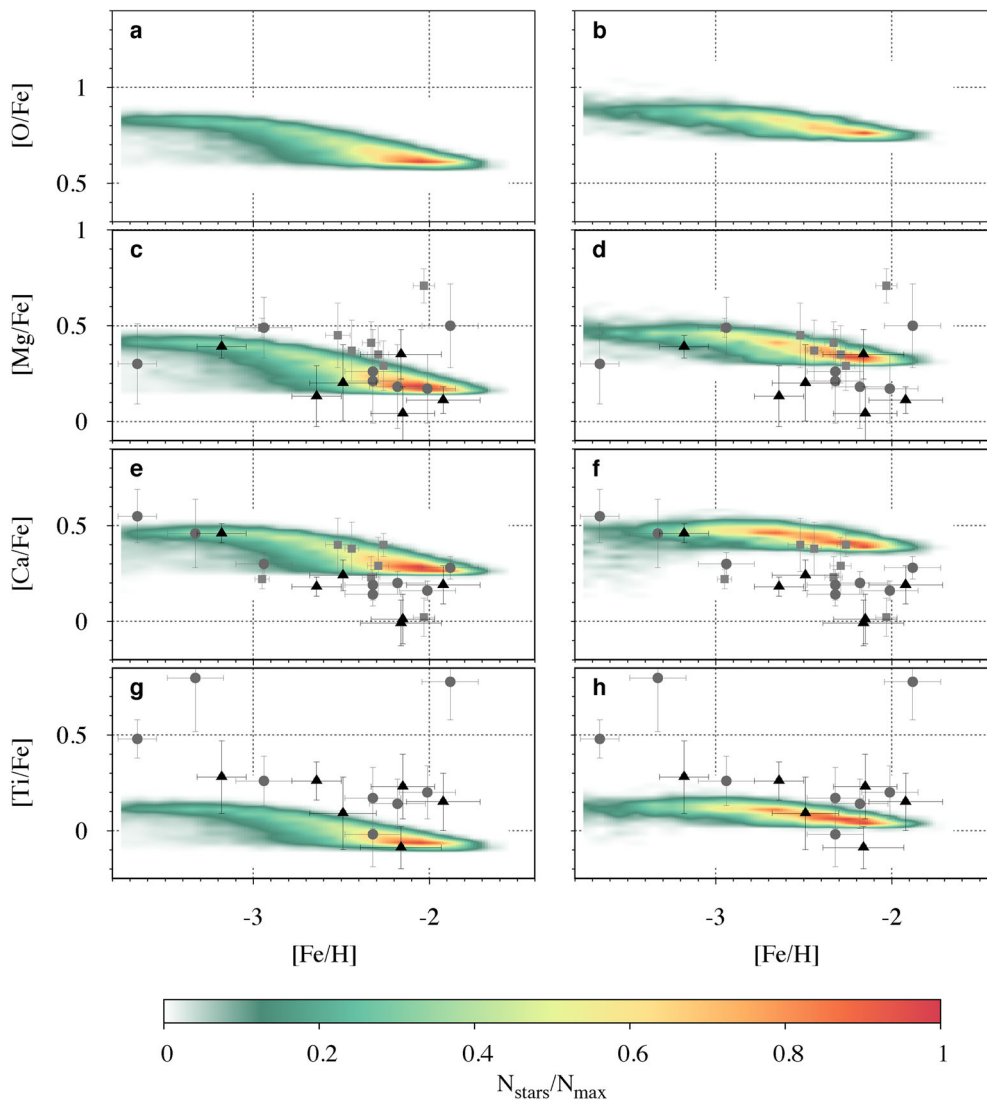 a b
[O/Fe] 1
0.5
c d
[Mg/Fe] 1
0.5
0
e f
[Ca/Fe] 0.5
0
g h
[Ti/Fe] 0.5
0
-3 -2 -3 -2
[Fe/H] [Fe/H]
0 0.2 0.4 0.6 0.8 1
N_stars/N_max